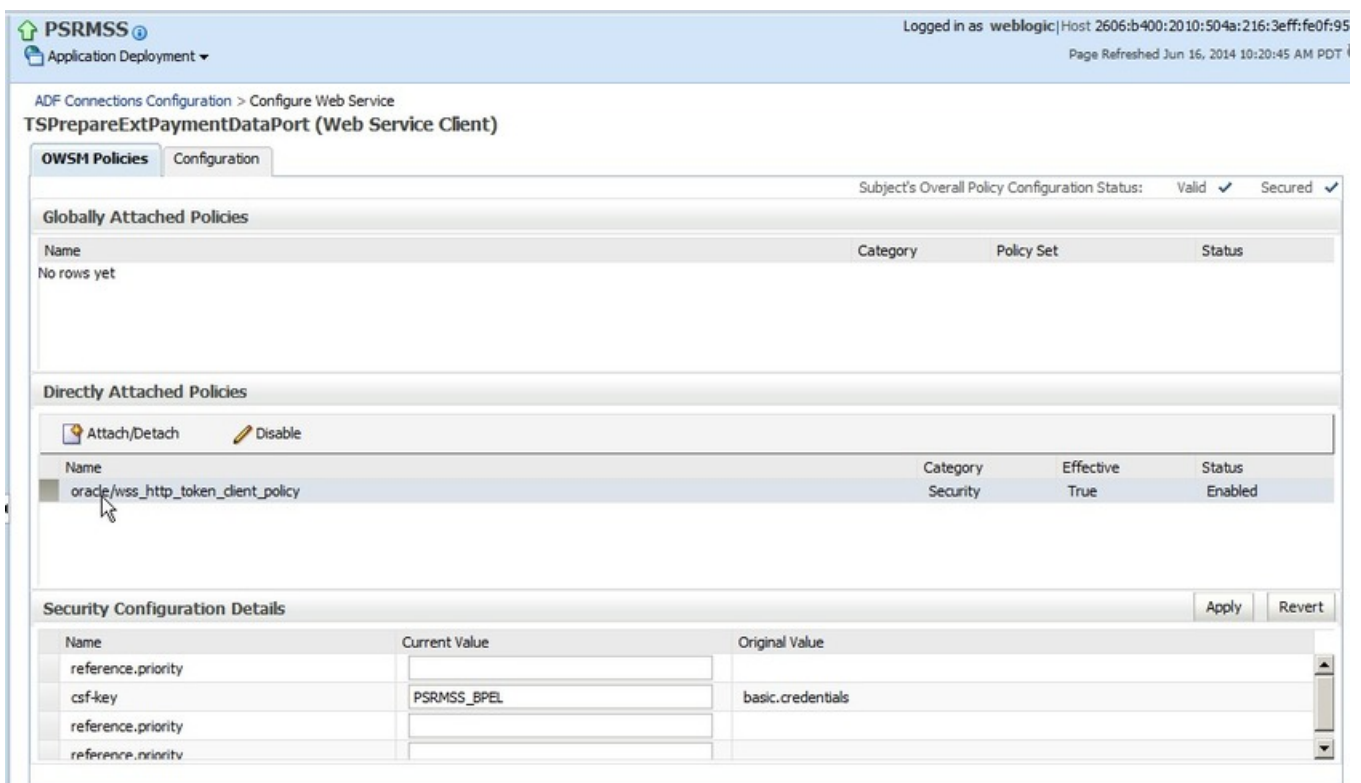 PSRMSS
Logged in as weblogic|Host 2606:b400:2010:504a:216:3eff:fe0f:95
Application Deployment
Page Refreshed Jun 16, 2014 10:20:45 AM PDT
ADF Connections Configuration > Configure Web Service
TSPrepareExtPaymentDataPort (Web Service Client)
OWSM Policies Configuration
Subject's Overall Policy Configuration Status: Valid Secured
Globally Attached Policies
Name Category Policy Set Status
No rows yet
Directly Attached Policies
Attach/Detach Disable
Name Category Effective Status
oracle/wss_http_token_client_policy Security True Enabled
Security Configuration Details Apply Revert
Name Current Value Original Value
reference.priority
csf-key PSRMSS_BPEL basic.credentials
reference.priority
reference.priority